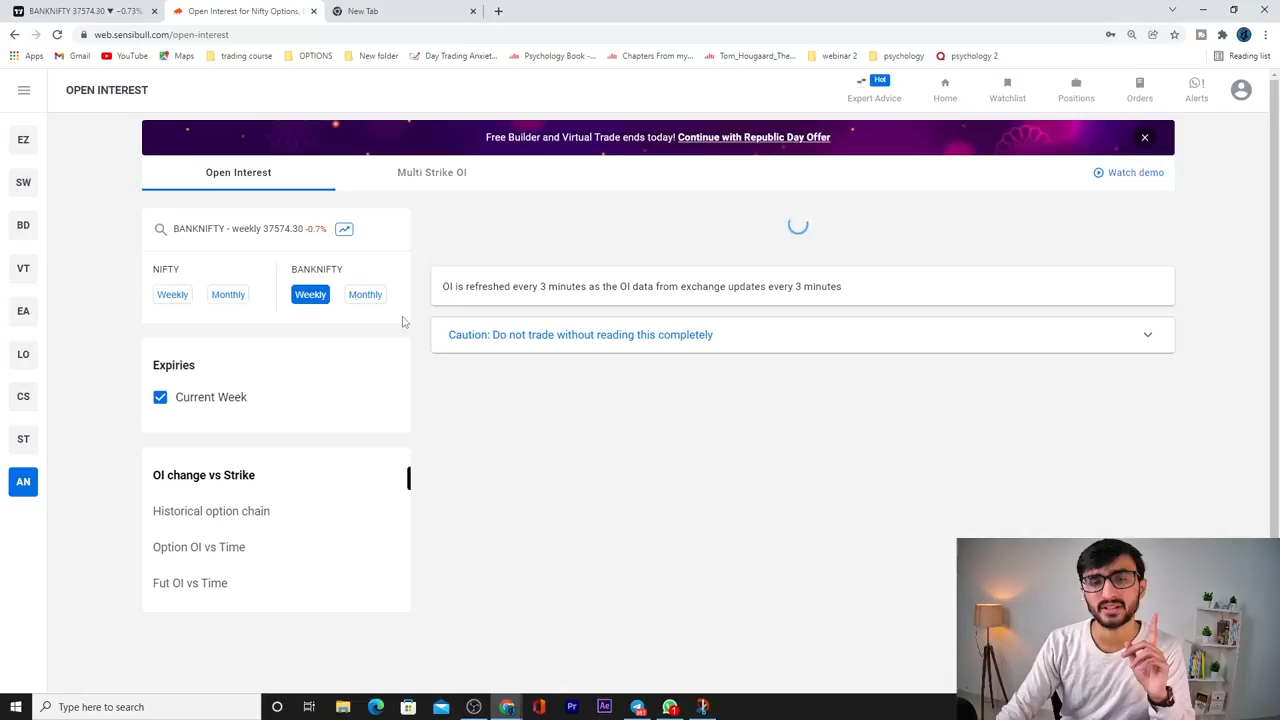 BANKNIFTY 37574.30 ▼ −0.73%
Open Interest for Nifty Options,
New Tab
web.sensibull.com/open-interest
Apps
Gmail
YouTube
Maps
trading course
OPTIONS
New folder
Day Trading Anxiet...
Psychology Book -...
Chapters From my...
Tom_Hougaard_The...
webinar 2
psychology
psychology 2
Reading list
OPEN INTEREST
Hot
Expert Advice
Home
Watchlist
Positions
Orders
Alerts
Free Builder and Virtual Trade ends today! Continue with Republic Day Offer
Open Interest
Multi Strike OI
Watch demo
EZ
SW
BD
VT
EA
LO
CS
ST
AN
BANKNIFTY - weekly 37574.30 -0.7%
NIFTY
BANKNIFTY
Weekly
Monthly
Weekly
Monthly
Expiries
Current Week
OI change vs Strike
Historical option chain
Option OI vs Time
Fut OI vs Time
OI is refreshed every 3 minutes as the OI data from exchange updates every 3 minutes
Caution: Do not trade without reading this completely
Type here to search